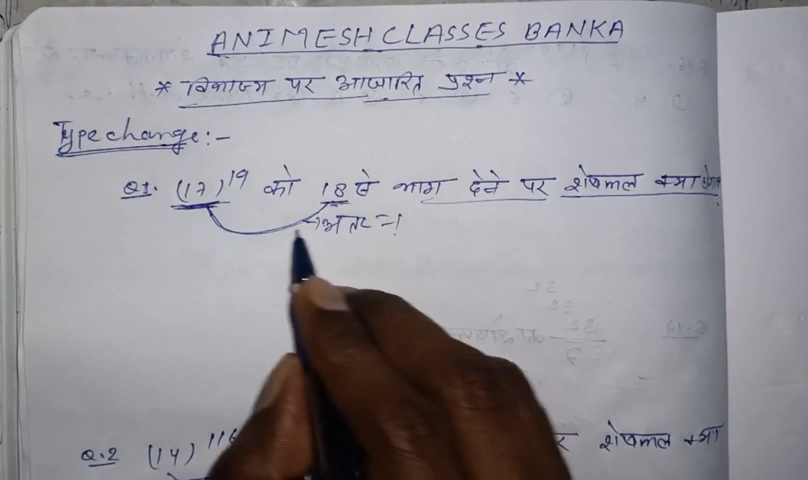 ANIMESH CLASSES BANKA
* विभाज्य पर आधारित प्रश्न *
Type change:-
Q1. (17)¹⁹ को 18 से भाग देने पर शेषफल क्या होगा
→ अंतर = 1
Q.2 (14)¹¹⁶ र शेषफल क्या